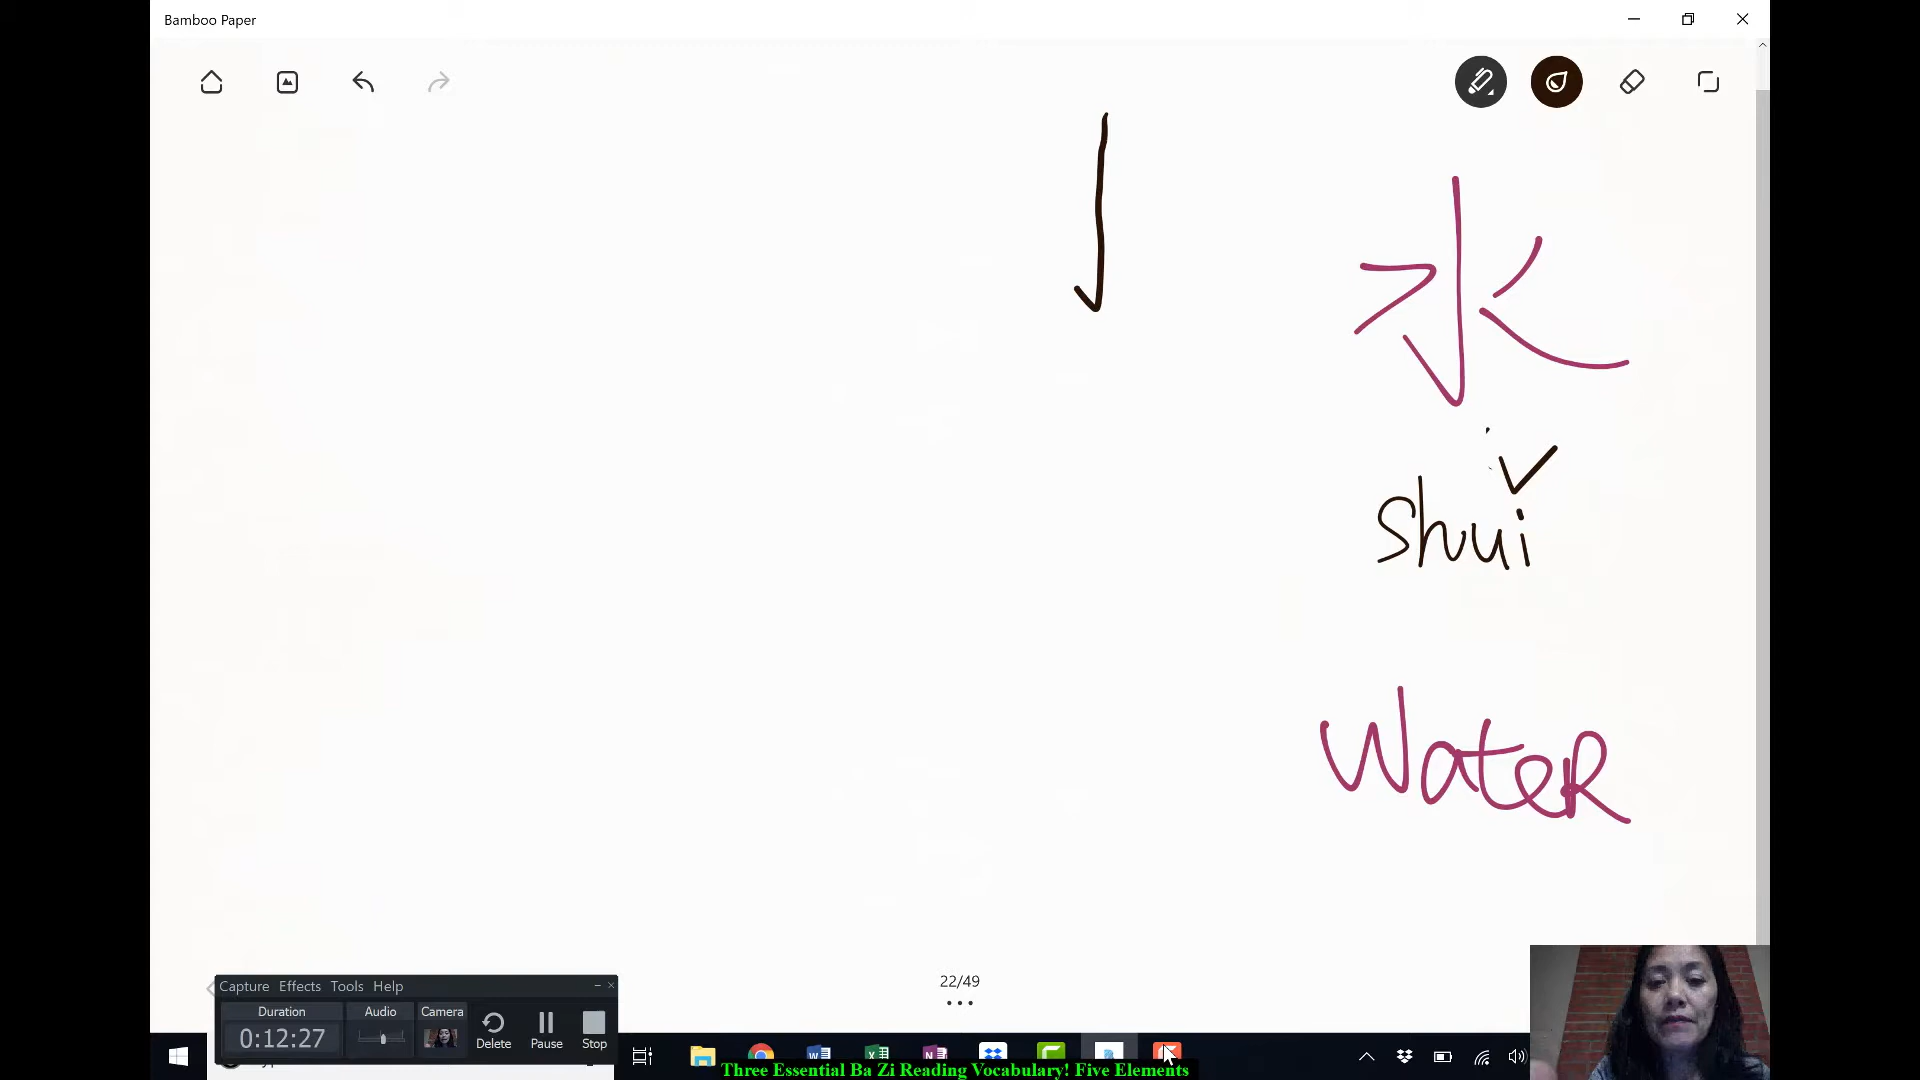 Bamboo Paper
水
Shui
Water
22/49
Capture Effects Tools Help
Duration Audio Camera
0:12:27 Delete Pause Stop
Three Essential Ba Zi Reading Vocabulary! Five Elements